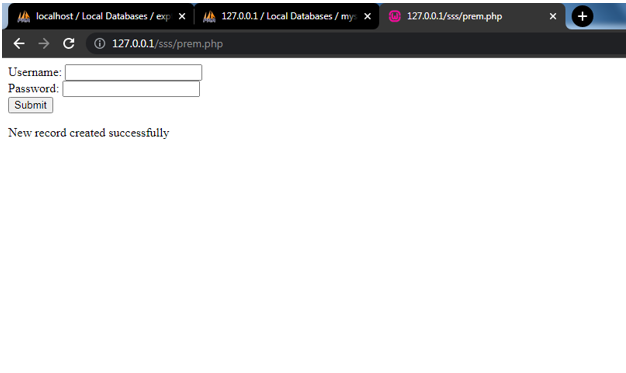 localhost / Local Databases / exp
127.0.0.1 / Local Databases / mys
127.0.0.1/sss/prem.php
127.0.0.1/sss/prem.php
Username:
Password:
Submit
New record created successfully